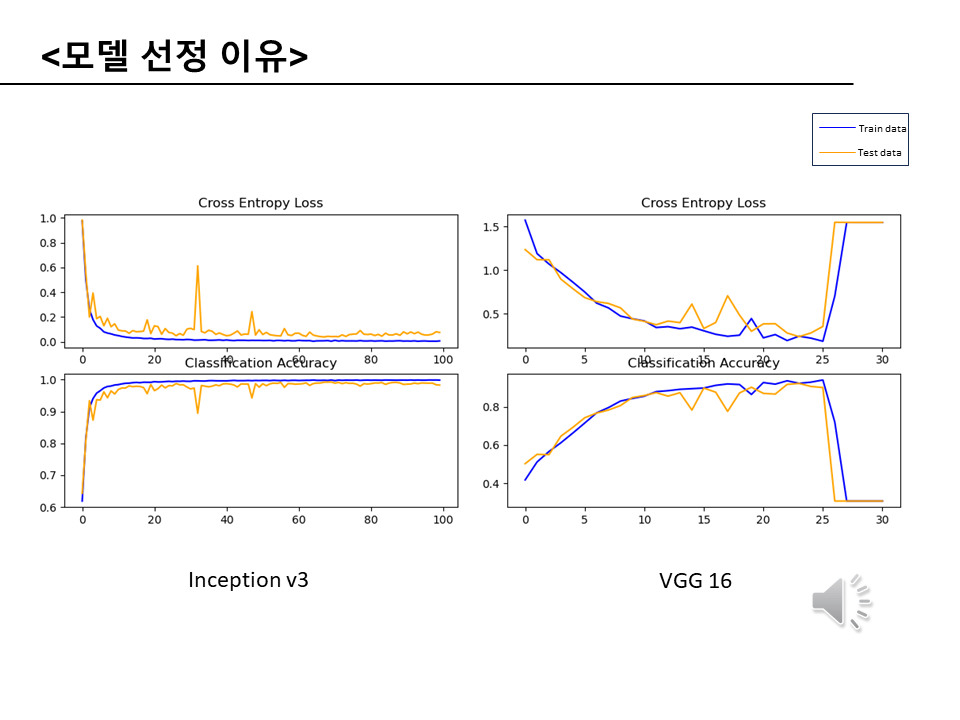 <모델 선정 이유>
Train data
Test data
Cross Entropy Loss
1.0
0.8
0.6
0.4
0.2
0.0
0 20 40 60 80 100
Classification Accuracy
1.0
0.9
0.8
0.7
0.6
0 20 40 60 80 100
Inception v3
Cross Entropy Loss
1.5
1.0
0.5
0 5 10 15 20 25 30
Classification Accuracy
0.8
0.6
0.4
0 5 10 15 20 25 30
VGG 16